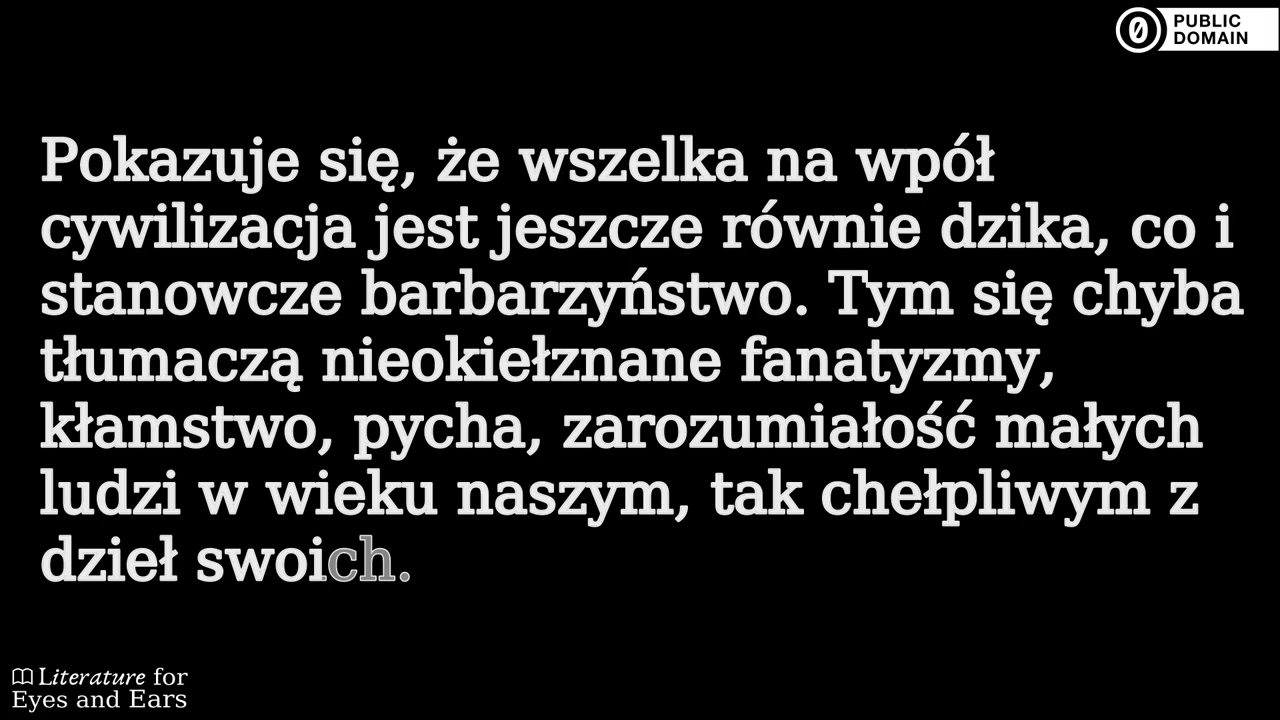 PUBLIC
DOMAIN
Pokazuje się, że wszelka na wpół
cywilizacja jest jeszcze równie dzika, co i
stanowcze barbarzyństwo. Tym się chyba
tłumaczą nieokiełznane fanatyzmy,
kłamstwo, pycha, zarozumiałość małych
ludzi w wieku naszym, tak chełpliwym z
dzieł swoich.
Literature for
Eyes and Ears